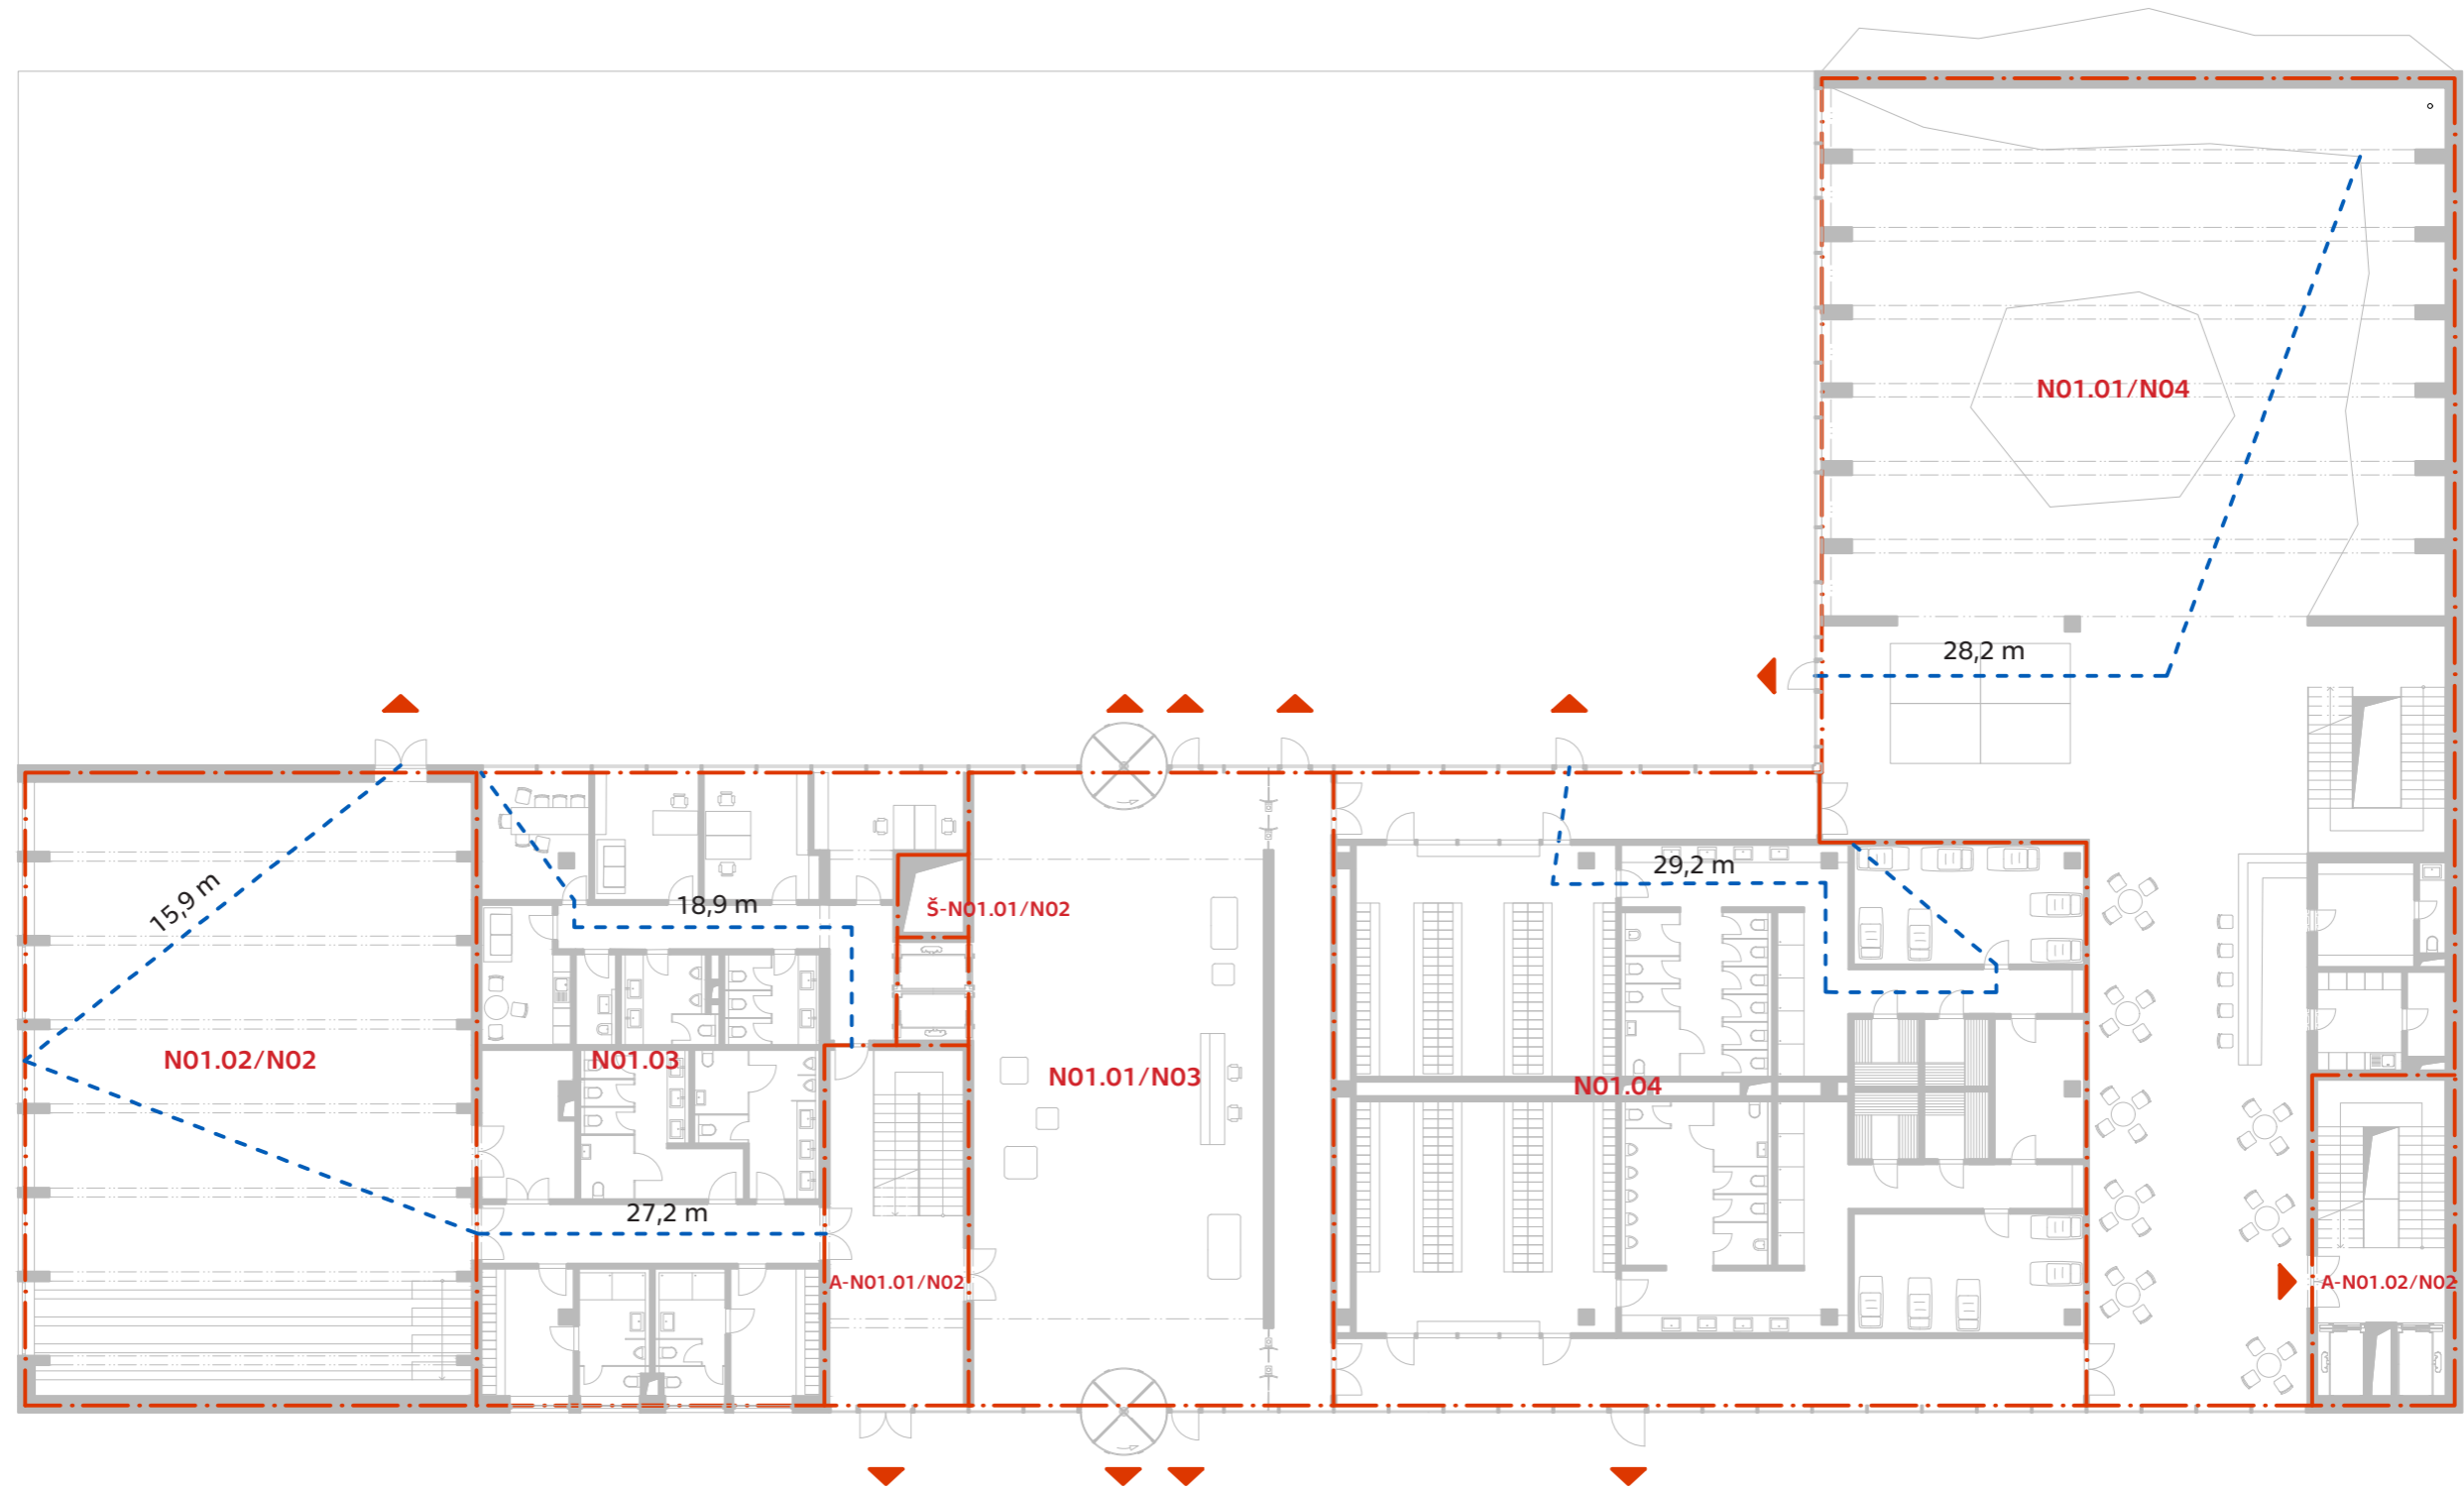 N01.01/N04
28,2 m
15,9 m
18,9 m
29,2 m
Š-N01.01/N02
N01.02/N02
N01.03
N01.01/N03
N01.04
27,2 m
A-N01.01/N02
A-N01.02/N02